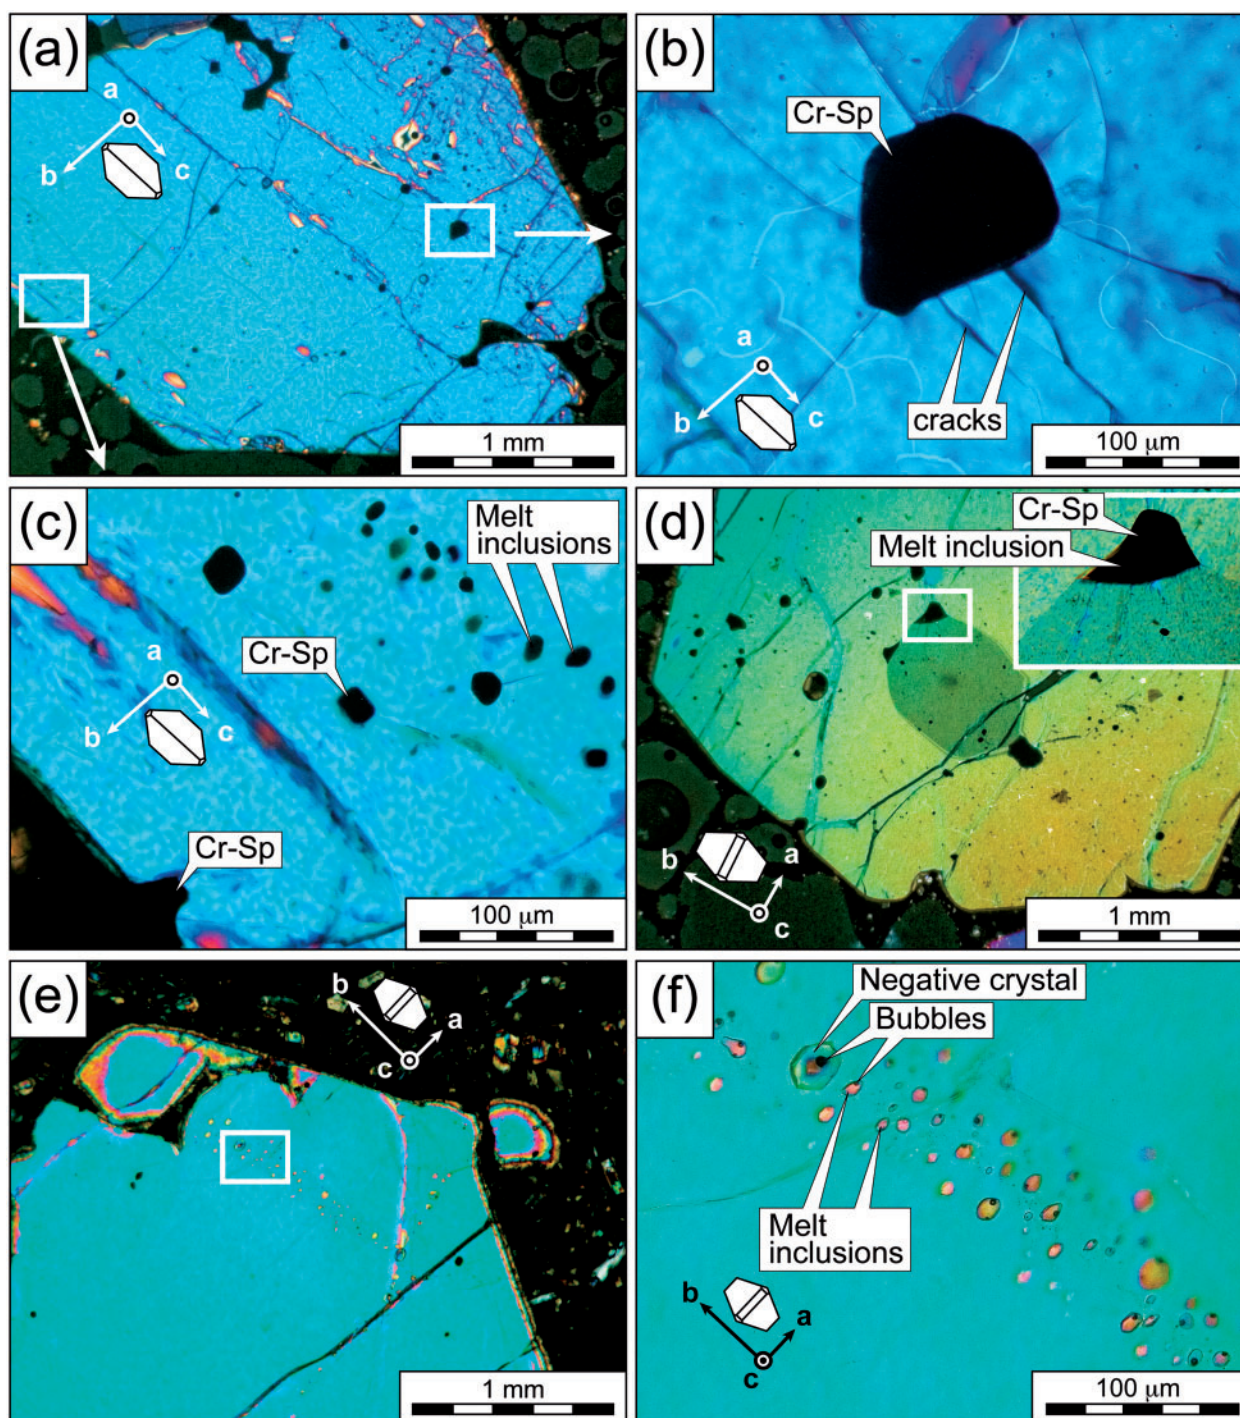 (a)
a
b
c
1 mm
(b)
Cr-Sp
a
b
c
cracks
100 μm
(c)
Melt
inclusions
Cr-Sp
a
b
c
Cr-Sp
100 μm
(d)
Cr-Sp
Melt inclusion
b
a
c
1 mm
(e)
b
a
c
1 mm
(f)
Negative crystal
Bubbles
Melt
inclusions
b
a
c
100 μm